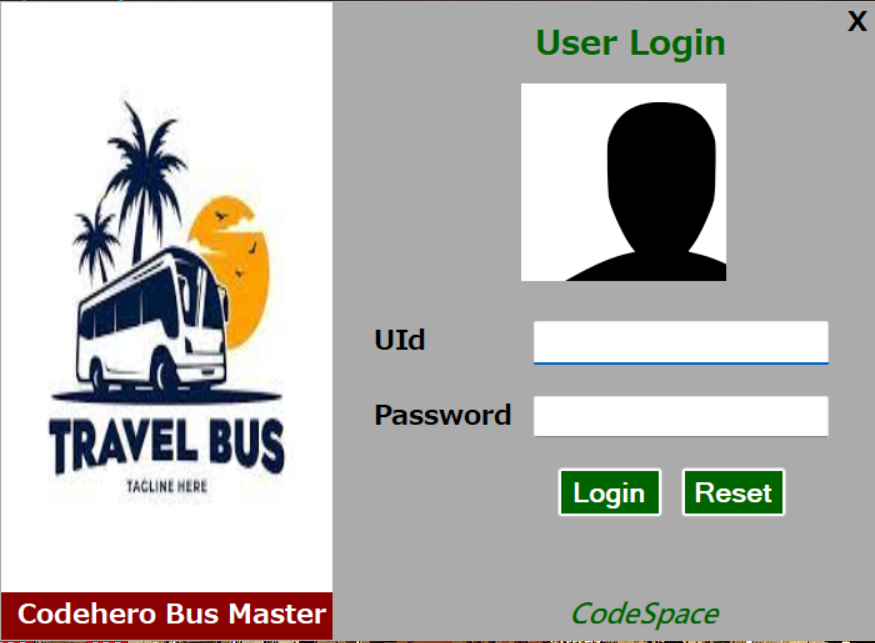 X
User Login
UId
Password
Login Reset
TRAVEL BUS
TAGLINE HERE
Codehero Bus Master
CodeSpace